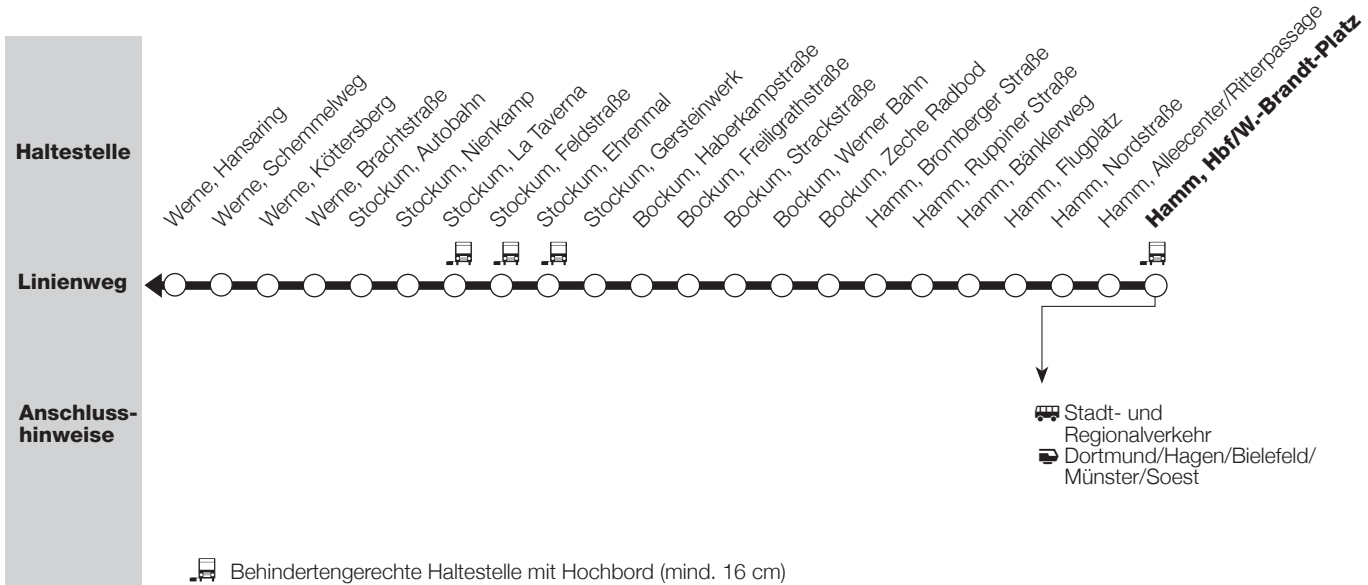 Haltestelle
Werne, Hansaring
Werne, Schemmelweg
Werne, Köttersberg
Werne, Brachtstraße
Stockum, Autobahn
Stockum, Nienkamp
Stockum, La Taverna
Stockum, Feldstraße
Stockum, Ehrenmal
Stockum, Gersteinwerk
Bockum, Haberkampstraße
Bockum, Freiligrathstraße
Bockum, Strackstraße
Bockum, Werner Bahn
Bockum, Zeche Radbod
Hamm, Bromberger Straße
Hamm, Ruppiner Straße
Hamm, Bänklerweg
Hamm, Flugplatz
Hamm, Nordstraße
Hamm, Alleecenter/Ritterpassage
Hamm, Hbf/W.-Brandt-Platz
Linienweg
Anschluss-
hinweise
Stadt- und
Regionalverkehr
Dortmund/Hagen/Bielefeld/
Münster/Soest
Behindertengerechte Haltestelle mit Hochbord (mind. 16 cm)